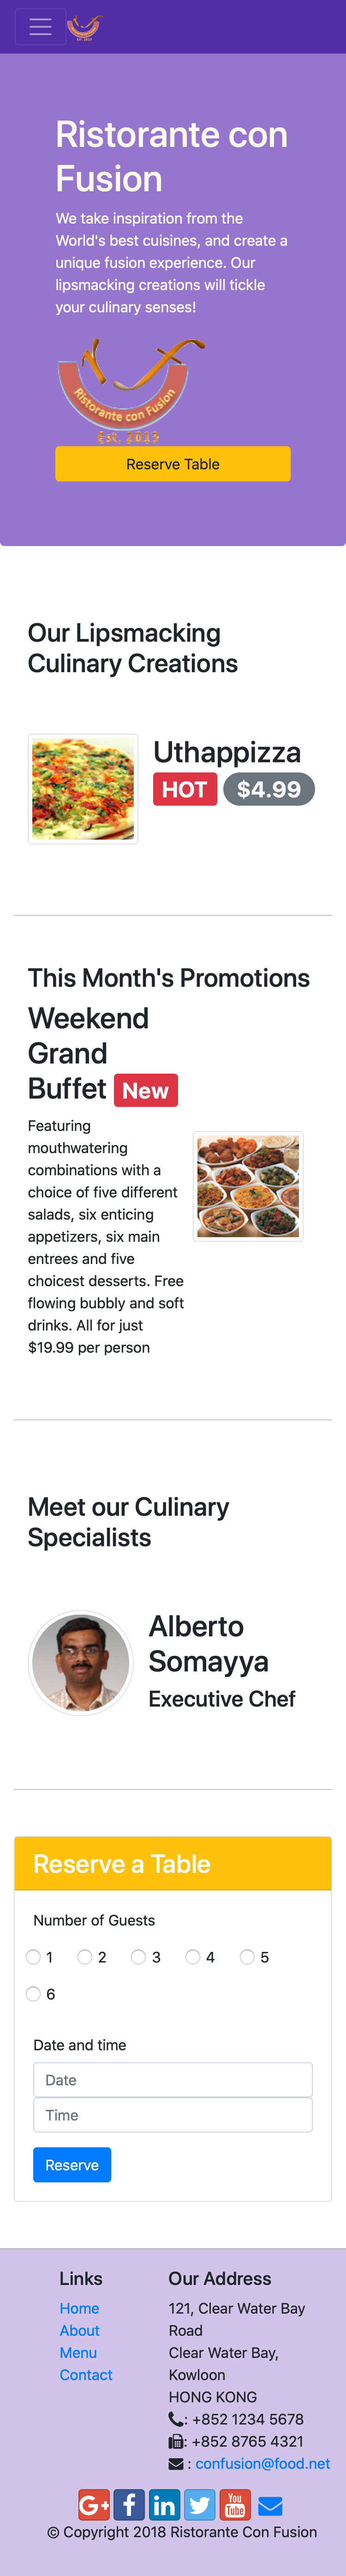 Est. 2013
Ristorante con
Fusion
We take inspiration from the
World's best cuisines, and create a
unique fusion experience. Our
lipsmacking creations will tickle
your culinary senses!
Ristorante con Fusion
Est. 2013
Reserve Table
Our Lipsmacking
Culinary Creations
Uthappizza
HOT $4.99
This Month's Promotions
Weekend
Grand
Buffet New
Featuring
mouthwatering
combinations with a
choice of five different
salads, six enticing
appetizers, six main
entrees and five
choicest desserts. Free
flowing bubbly and soft
drinks. All for just
$19.99 per person
Meet our Culinary
Specialists
Alberto
Somayya
Executive Chef
Reserve a Table
Number of Guests
1 2 3 4 5
6
Date and time
Date
Time
Reserve
Links
Home
About
Menu
Contact
Our Address
121, Clear Water Bay
Road
Clear Water Bay,
Kowloon
HONG KONG
: +852 1234 5678
: +852 8765 4321
: confusion@food.net
G+ f in You Tube
© Copyright 2018 Ristorante Con Fusion